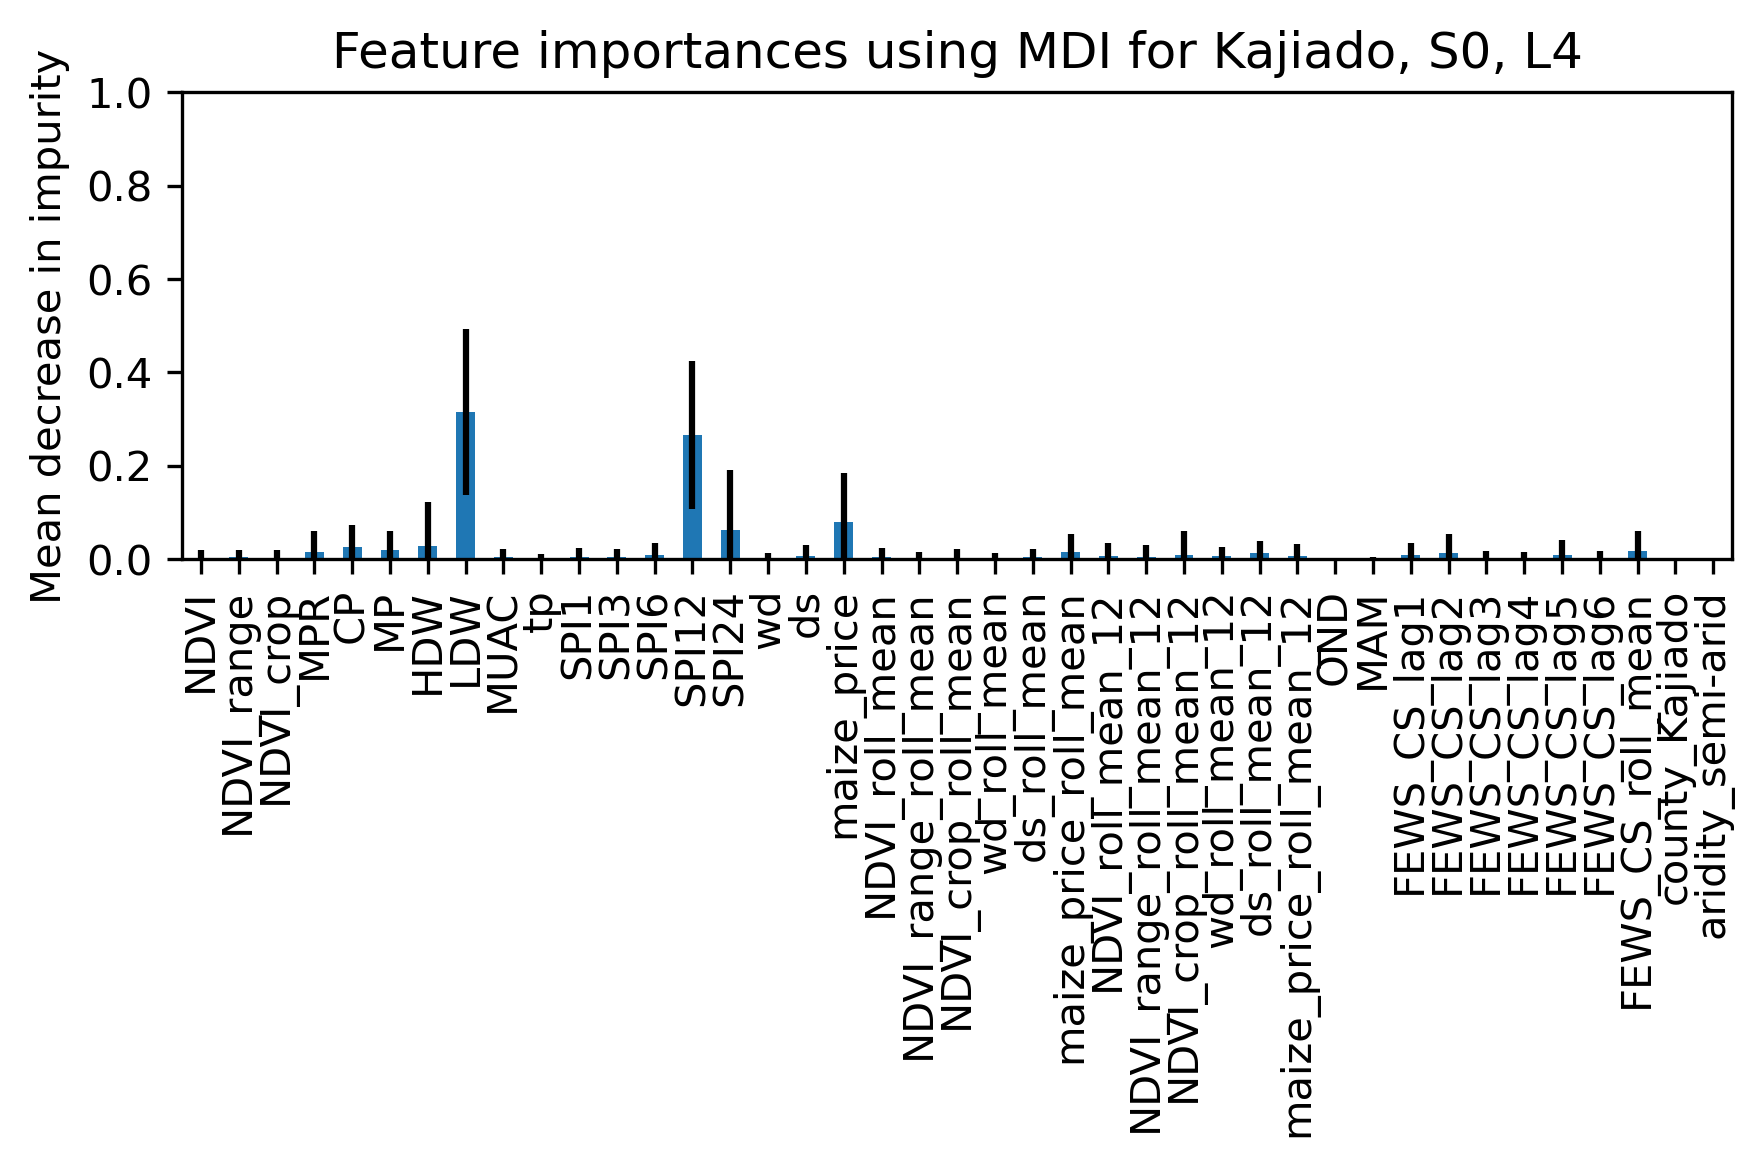 Feature importances using MDI for Kajiado, S0, L4
Mean decrease in impurity
1.0
0.8
0.6
0.4
0.2
0.0
NDVI
NDVI_range
NDVI_crop
MPR
CP
MP
HDW
LDW
MUAC
tp
SPI1
SPI3
SPI6
SPI12
SPI24
wd
ds
maize_price
NDVI_roll_mean
NDVI_range_roll_mean
NDVI_crop_roll_mean
wd_roll_mean
ds_roll_mean
maize_price_roll_mean
NDVI_roll_mean_12
NDVI_range_roll_mean_12
NDVI_crop_roll_mean_12
wd_roll_mean_12
ds_roll_mean_12
maize_price_roll_mean_12
OND
MAM
FEWS_CS_lag1
FEWS_CS_lag2
FEWS_CS_lag3
FEWS_CS_lag4
FEWS_CS_lag5
FEWS_CS_lag6
FEWS_CS_roll_mean
county_Kajiado
aridity_semi-arid